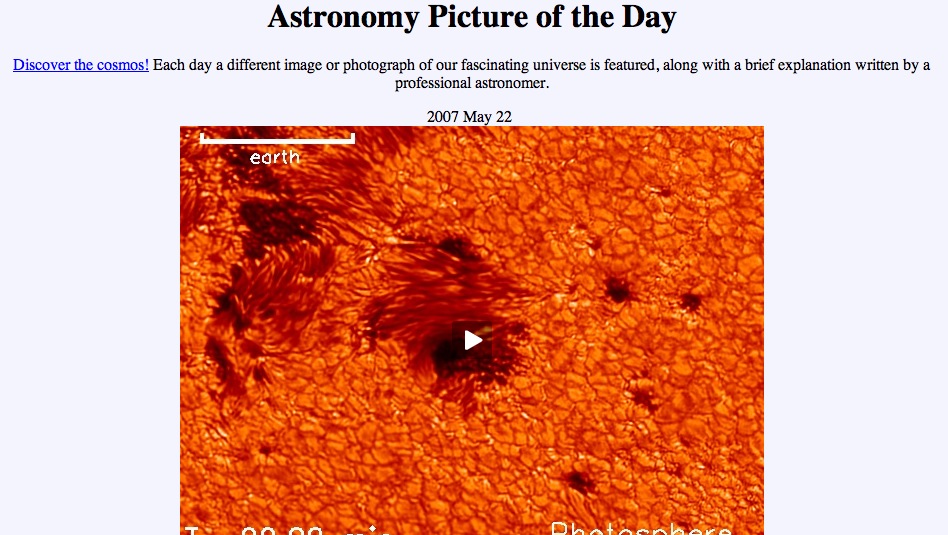 Astronomy Picture of the Day
Discover the cosmos! Each day a different image or photograph of our fascinating universe is featured, along with a brief explanation written by a
professional astronomer.
2007 May 22
earth
Photosphere